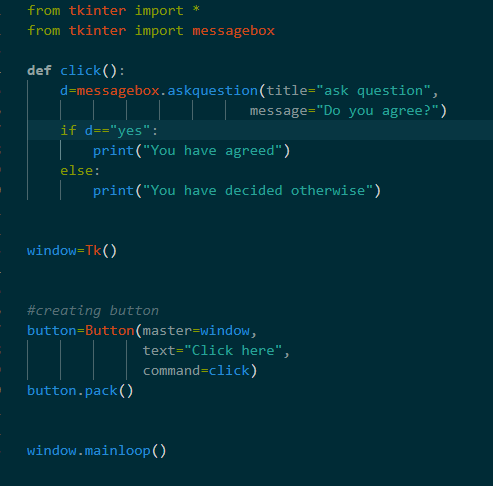 from tkinter import *
from tkinter import messagebox
def click():
d=messagebox.askquestion(title="ask question",
message="Do you agree?")
if d=="yes":
print("You have agreed")
else:
print("You have decided otherwise")
window=Tk()
#creating button
button=Button(master=window,
text="Click here",
command=click)
button.pack()
window.mainloop()